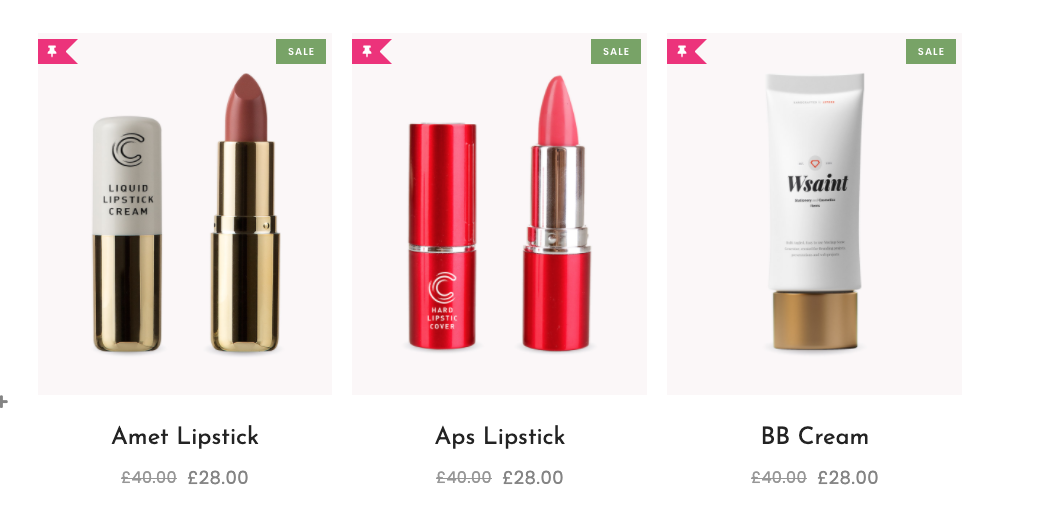 SALE
SALE
SALE
LIQUID
LIPSTICK
CREAM
HARD
LIPSTIC
COVER
Wsaint
Amet Lipstick
Aps Lipstick
BB Cream
£40.00 £28.00
£40.00 £28.00
£40.00 £28.00